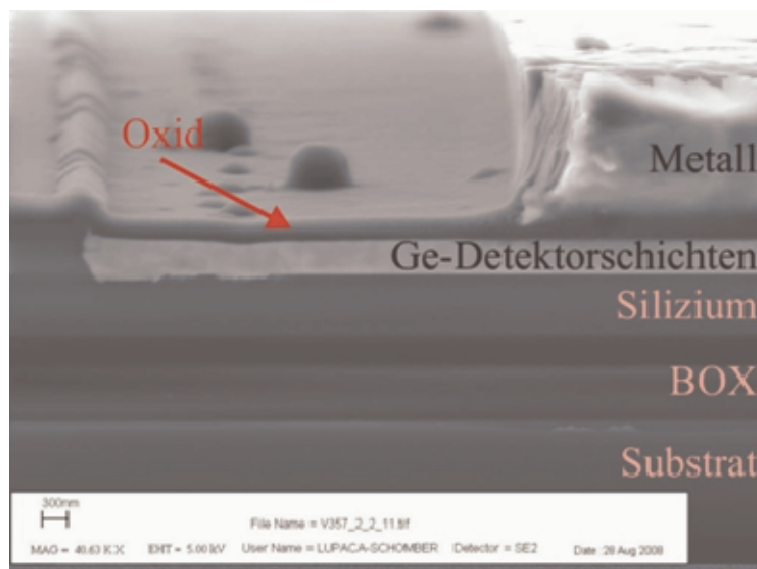 Oxid
Metall
Ge-Detektorschichten
Silizium
BOX
Substrat
300nm
File Name = V357_2_2_11.tif
MAG = 40.63 K X EHT = 5.00 kV User Name = LUPACA-SCHOMBER Detector = SE2 Date :28 Aug 2008